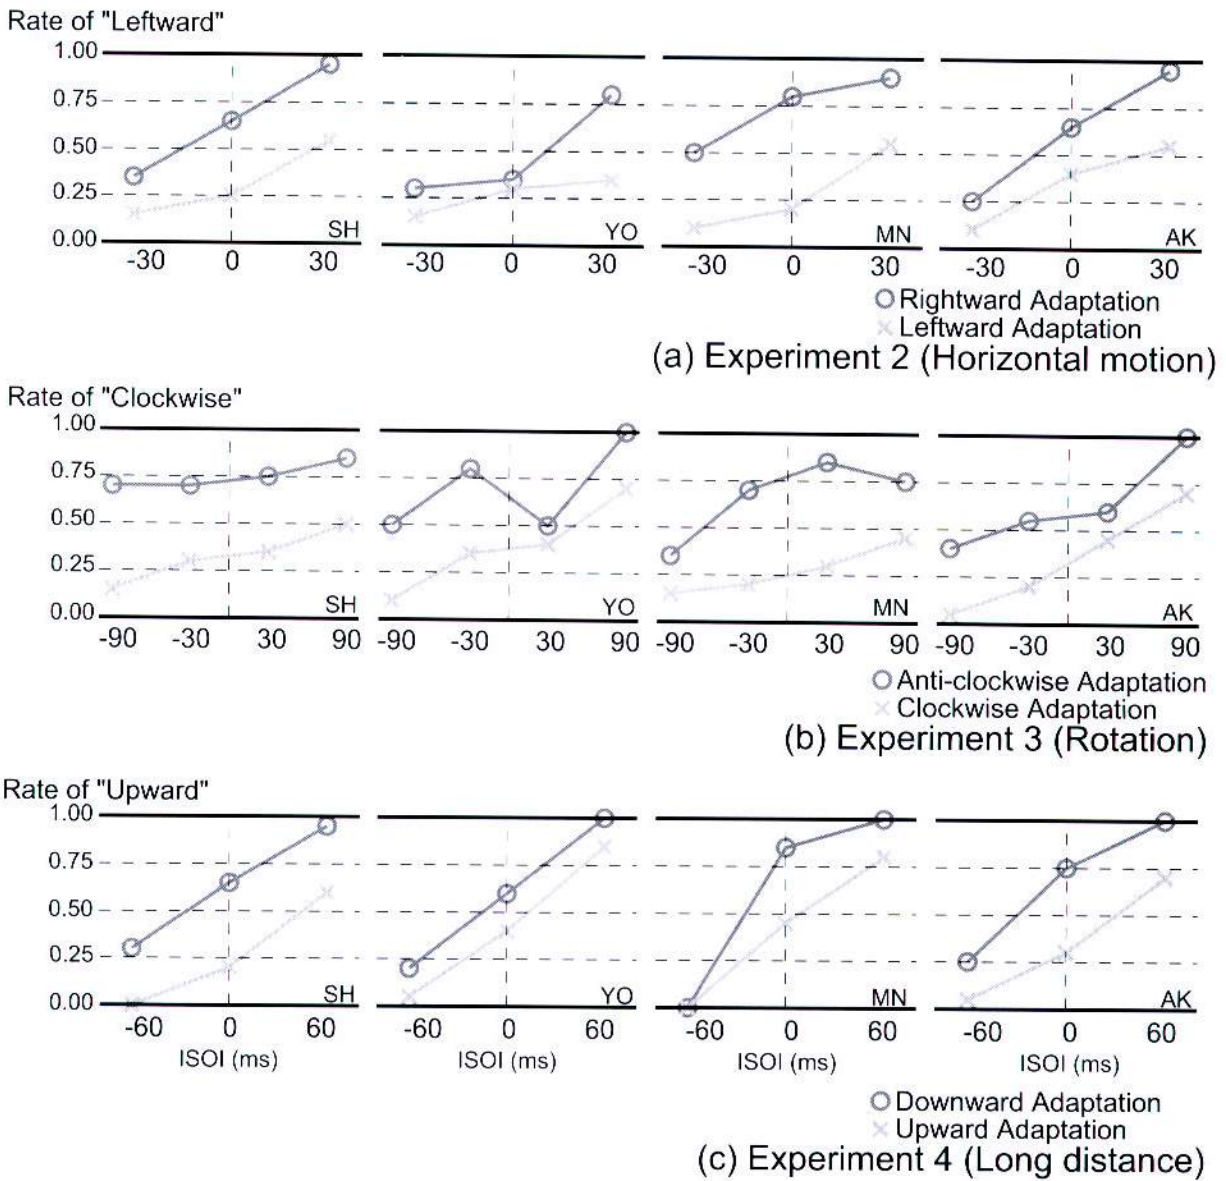 Rate of "Leftward"
1.00
0.75
0.50
0.25
0.00
SH
YO
MN
AK
-30 0 30 -30 0 30 -30 0 30 -30 0 30
Rightward Adaptation
Leftward Adaptation
(a) Experiment 2 (Horizontal motion)
Rate of "Clockwise"
1.00
0.75
0.50
0.25
0.00
SH
YO
MN
AK
-90 -30 30 90 -90 -30 30 90 -90 -30 30 90 -90 -30 30 90
Anti-clockwise Adaptation
Clockwise Adaptation
(b) Experiment 3 (Rotation)
Rate of "Upward"
1.00
0.75
0.50
0.25
0.00
SH
YO
MN
AK
-60 0 60 -60 0 60 -60 0 60 -60 0 60
ISOI (ms) ISOI (ms) ISOI (ms) ISOI (ms)
Downward Adaptation
Upward Adaptation
(c) Experiment 4 (Long distance)